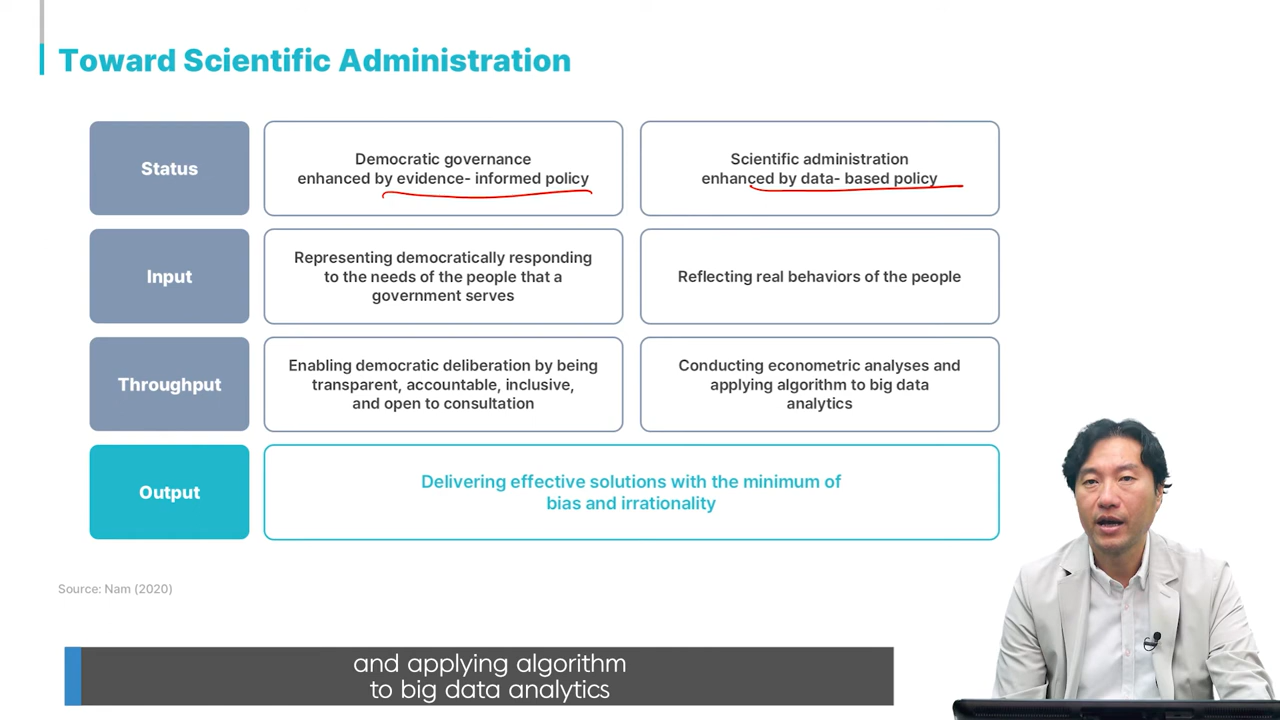 Toward Scientific Administration
Status
Democratic governance
enhanced by evidence- informed policy
Scientific administration
enhanced by data- based policy
Input
Representing democratically responding
to the needs of the people that a
government serves
Reflecting real behaviors of the people
Throughput
Enabling democratic deliberation by being
transparent, accountable, inclusive,
and open to consultation
Conducting econometric analyses and
applying algorithm to big data
analytics
Output
Delivering effective solutions with the minimum of
bias and irrationality
Source: Nam (2020)
and applying algorithm
to big data analytics